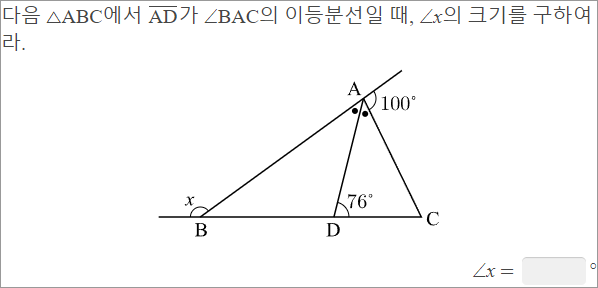 다음 △ABC에서 AD가 ∠BAC의 이등분선일 때, ∠x의 크기를 구하여
라.
A
100°
x
76°
B
D
C
∠x = °